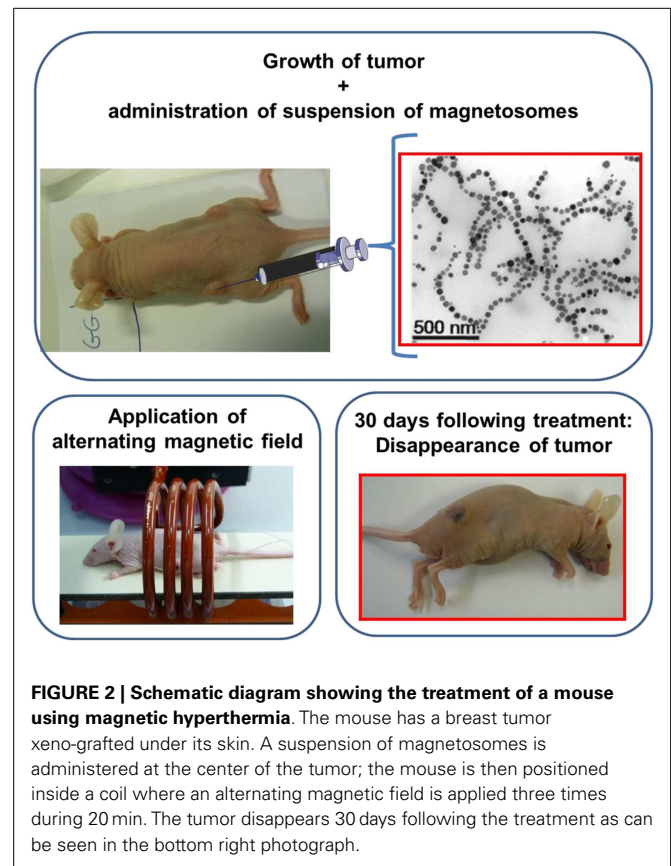 Growth of tumor
+
administration of suspension of magnetosomes
GG
500 nm
Application of
alternating magnetic field
30 days following treatment:
Disappearance of tumor
FIGURE 2 | Schematic diagram showing the treatment of a mouse
using magnetic hyperthermia. The mouse has a breast tumor
xeno-grafted under its skin. A suspension of magnetosomes is
administered at the center of the tumor; the mouse is then positioned
inside a coil where an alternating magnetic field is applied three times
during 20 min. The tumor disappears 30 days following the treatment as can
be seen in the bottom right photograph.